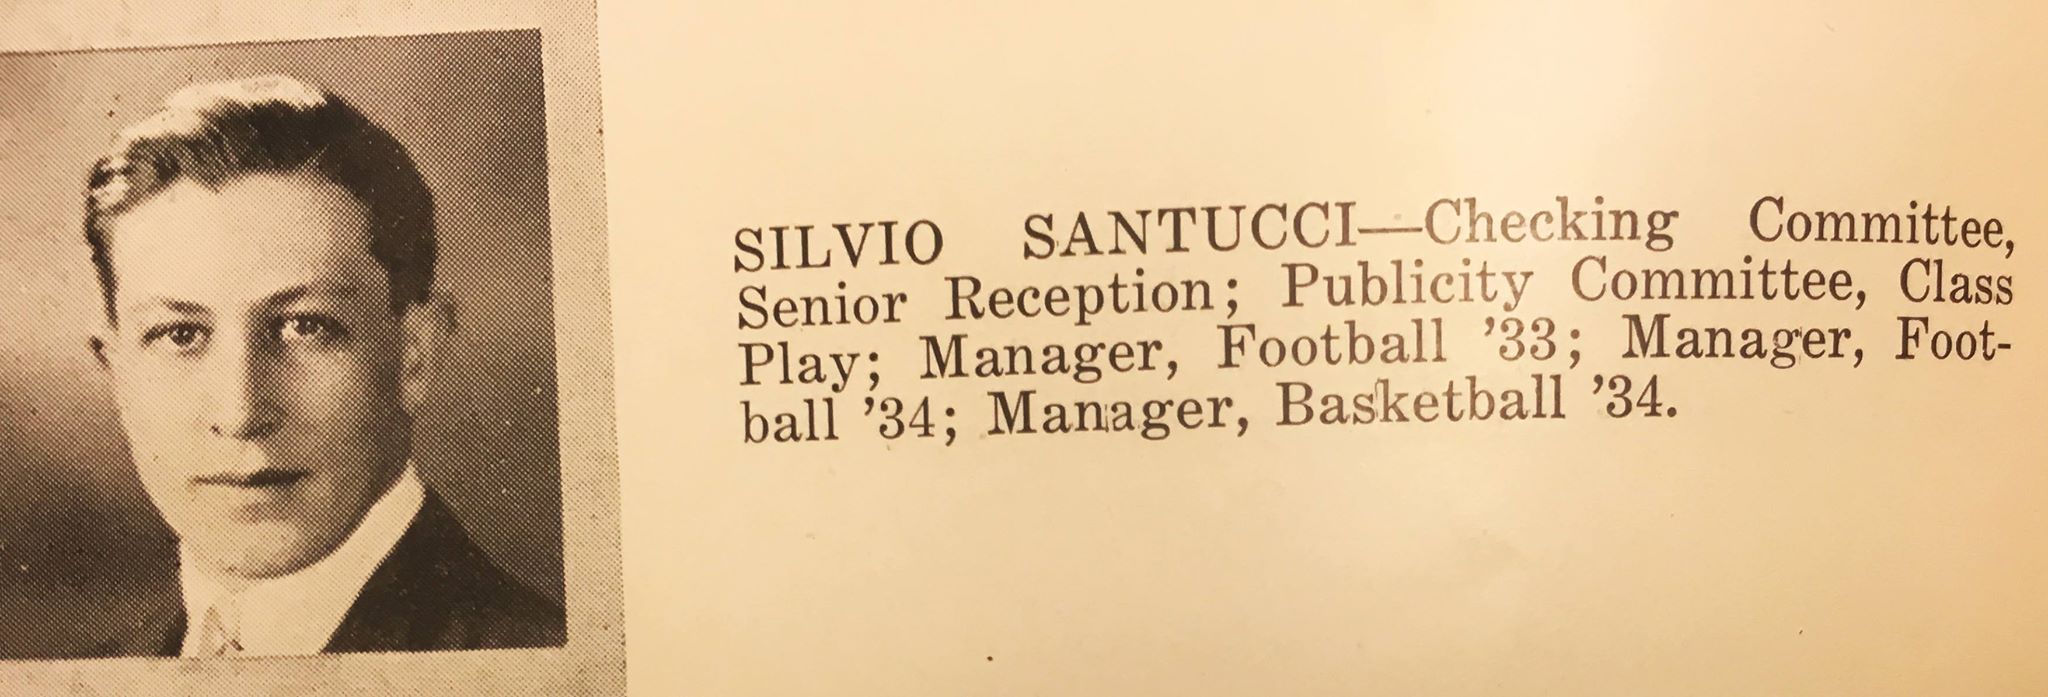 SILVIO SANTUCCI—Checking Committee,
Senior Reception; Publicity Committee, Class
Play; Manager, Football ’33; Manager, Foot-
ball ’34; Manager, Basketball ’34.